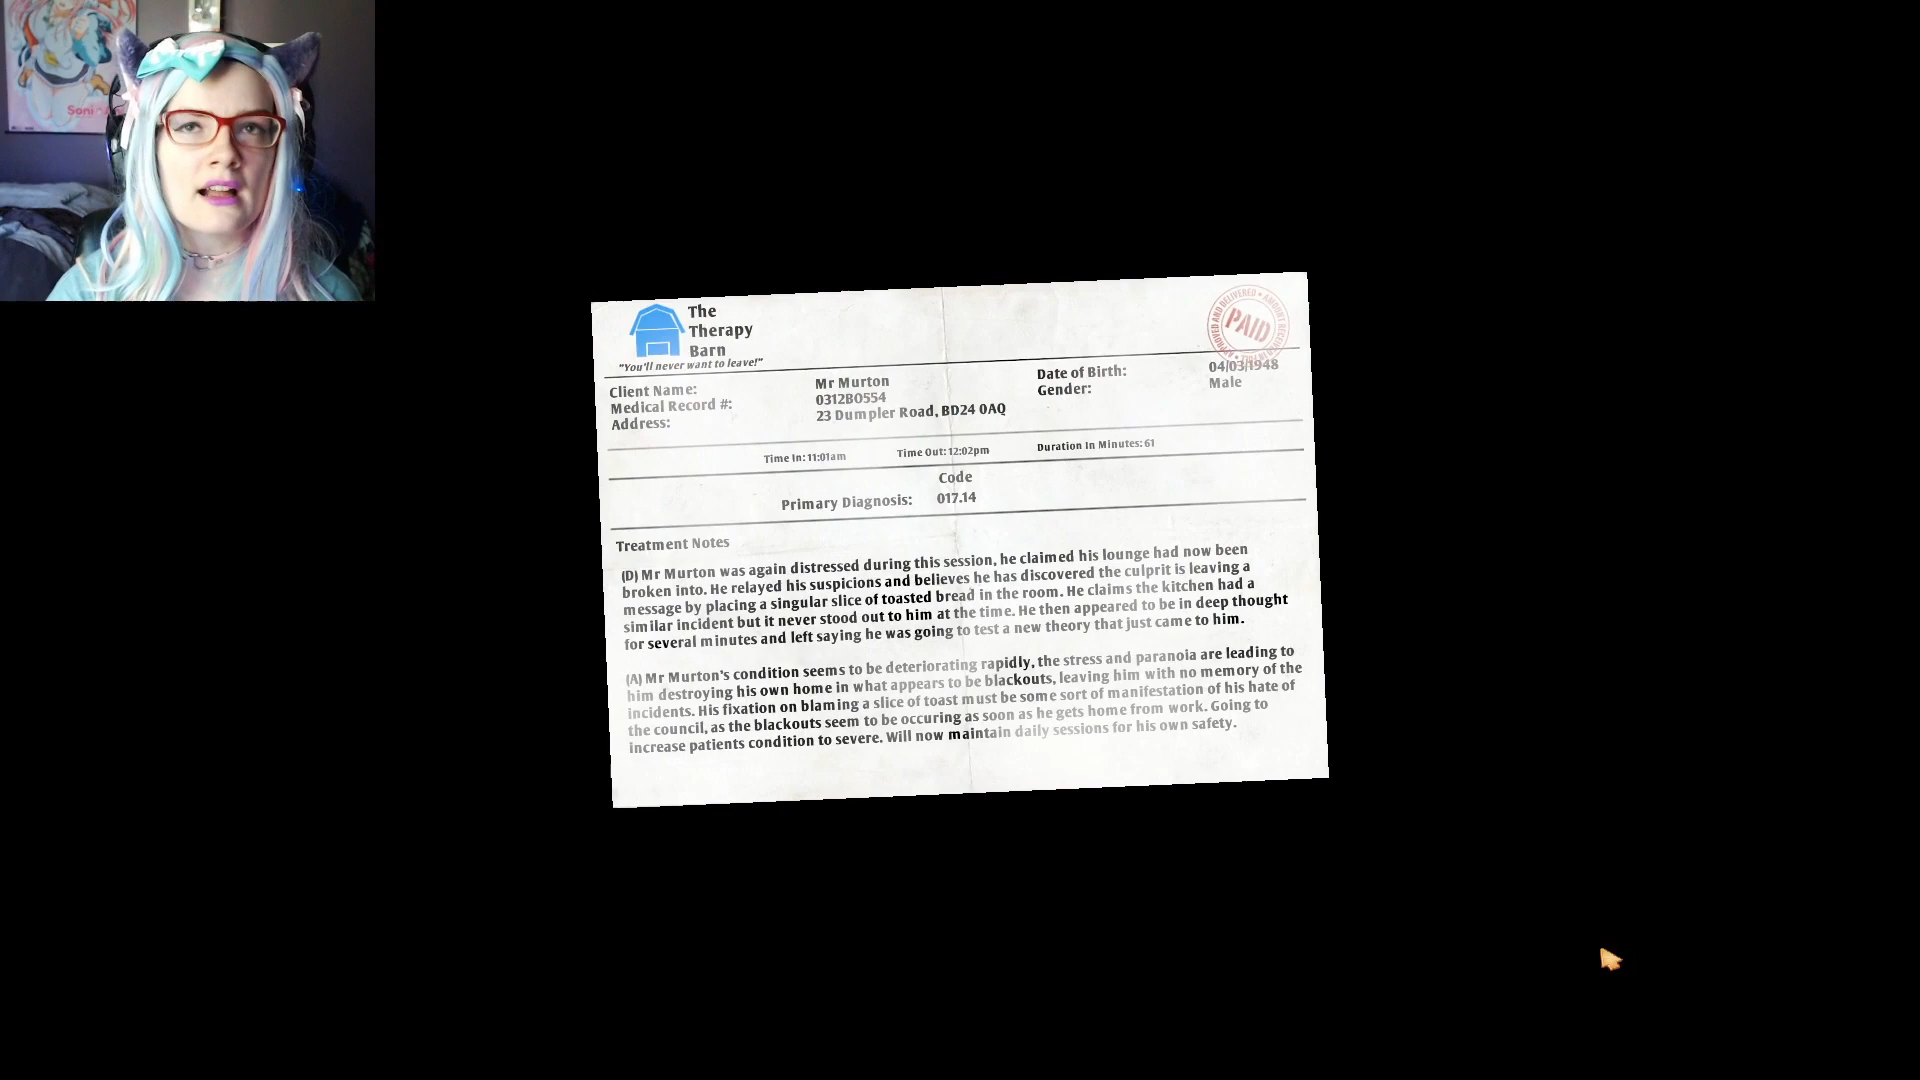 Soni
The
Therapy
Barn
"You'll never want to leave!"
PAID
Client Name: Mr Murton Date of Birth: 04/03/1948
Medical Record #: 0312B0554 Gender: Male
Address: 23 Dumpler Road, BD24 0AQ
Time In: 11:01am Time Out: 12:02pm Duration In Minutes: 61
Code
Primary Diagnosis: 017.14
Treatment Notes
(D) Mr Murton was again distressed during this session, he claimed his lounge had now been
broken into. He relayed his suspicions and believes he has discovered the culprit is leaving a
message by placing a singular slice of toasted bread in the room. He claims the kitchen had a
similar incident but it never stood out to him at the time. He then appeared to be in deep thought
for several minutes and left saying he was going to test a new theory that just came to him.
(A) Mr Murton's condition seems to be deteriorating rapidly, the stress and paranoia are leading to
him destroying his own home in what appears to be blackouts, leaving him with no memory of the
incidents. His fixation on blaming a slice of toast must be some sort of manifestation of his hate of
the council, as the blackouts seem to be occuring as soon as he gets home from work. Going to
increase patients condition to severe. Will now maintain daily sessions for his own safety.